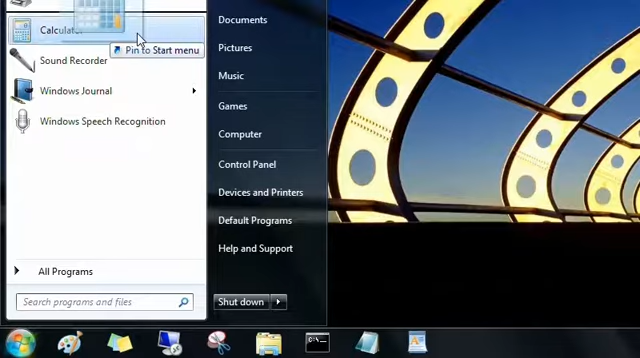 Calculator
Pin to Start menu
Sound Recorder
Windows Journal
Windows Speech Recognition
All Programs
Search programs and files
Documents
Pictures
Music
Games
Computer
Control Panel
Devices and Printers
Default Programs
Help and Support
Shut down